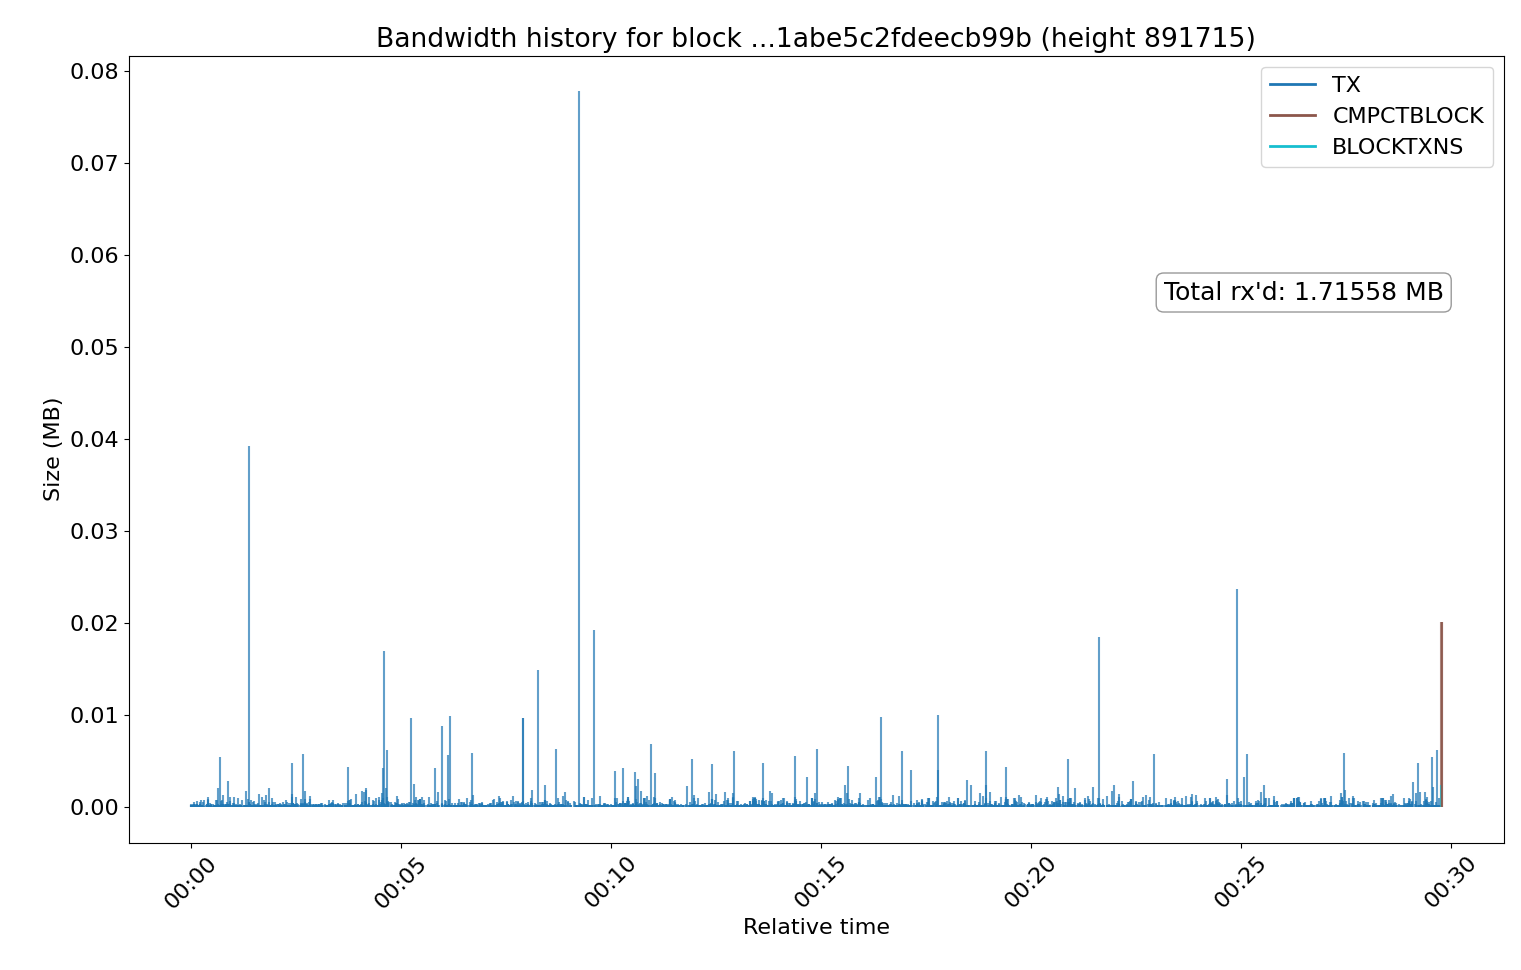 Bandwidth history for block ...1abe5c2fdeecb99b (height 891715)
0.08
0.07
0.06
0.05
0.04
0.03
0.02
0.01
0.00
Size (MB)
TX
CMPCTBLOCK
BLOCKTXNS
Total rx'd: 1.71558 MB
00:00
00:05
00:10
00:15
00:20
00:25
00:30
Relative time